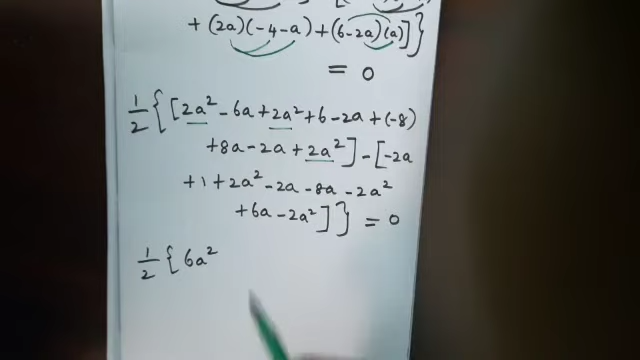 + (2a)(-4-a)+(6-2a)(a)]}
= 0
1/2 {[2a² - 6a + 2a² + 6 - 2a + (-8)
+8a - 2a + 2a²] - [-2a
+1 + 2a² - 2a - 8a - 2a²
+6a - 2a²]} = 0
1/2 { 6a²